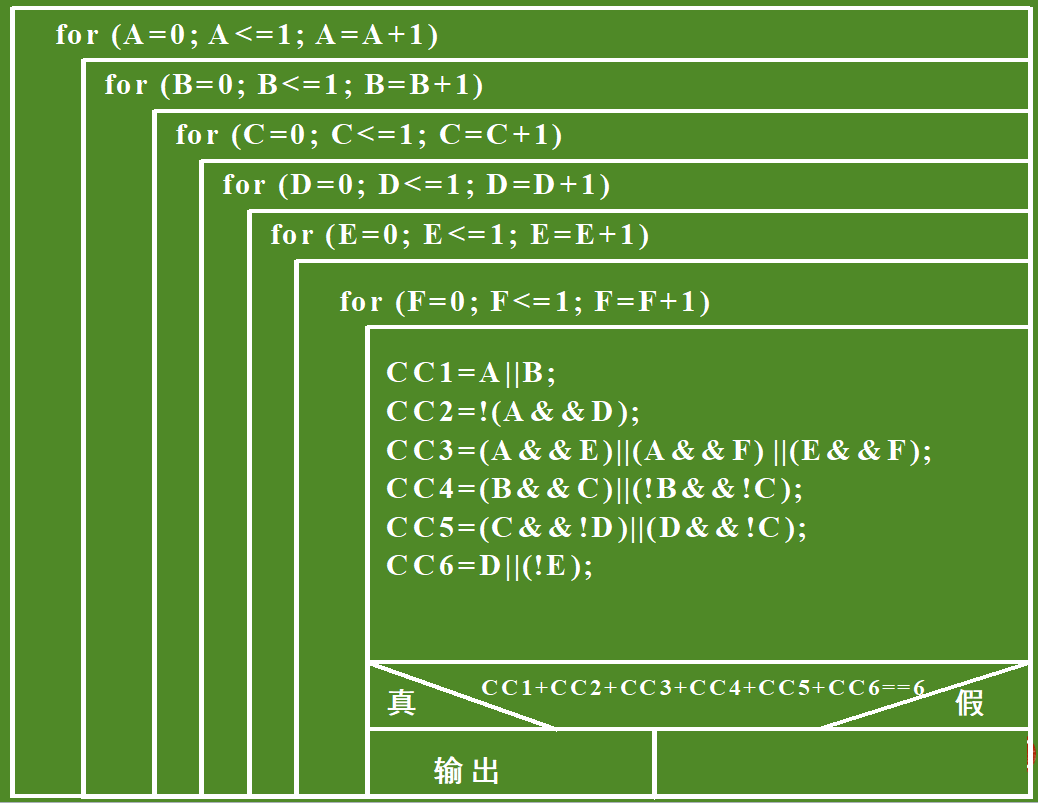 for (A=0; A<=1; A=A+1)
for (B=0; B<=1; B=B+1)
for (C=0; C<=1; C=C+1)
for (D=0; D<=1; D=D+1)
for (E=0; E<=1; E=E+1)
for (F=0; F<=1; F=F+1)
CC1=A||B;
CC2=!(A&&D);
CC3=(A&&E)||(A&&F) ||(E&&F);
CC4=(B&&C)||(!B&&!C);
CC5=(C&&!D)||(D&&!C);
CC6=D||(!E);
CC1+CC2+CC3+CC4+CC5+CC6==6
真 假
输出